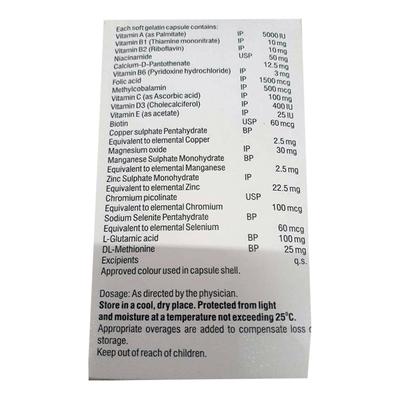 Each soft gelatin capsule contains:
Vitamin A (as Palmitate) IP 5000 IU
Vitamin B1 (Thiamine mononitrate) IP 10 mg
Vitamin B2 (Riboflavin) IP 10 mg
Niacinamide USP 50 mg
Calcium-D-Pantothenate IP 12.5 mg
Vitamin B6 (Pyridoxine hydrochloride) IP 3 mg
Folic acid IP 1500 mcg
Methylcobalamin IP 500 mcg
Vitamin C (as Ascorbic acid) IP 100 mg
Vitamin D3 (Cholecalciferol) IP 400 IU
Vitamin E (as acetate) IP 25 IU
Biotin USP 60 mcg
Copper sulphate Pentahydrate BP
Equivalent to elemental Copper 2.5 mg
Magnesium oxide IP 30 mg
Manganese Sulphate Monohydrate BP
Equivalent to elemental Manganese 2.5 mg
Zinc Sulphate Monohydrate IP
Equivalent to elemental Zinc 22.5 mg
Chromium picolinate USP
Equivalent to elemental Chromium 100 mcg
Sodium Selenite Pentahydrate BP
Equivalent to elemental Selenium 60 mcg
L-Glutamic acid BP 100 mg
DL-Methionine BP 25 mg
Excipients q.s.
Approved colour used in capsule shell.
Dosage: As directed by the physician.
Store in a cool, dry place. Protected from light
and moisture at a temperature not exceeding 25°C.
Appropriate overages are added to compensate loss
storage.
Keep out of reach of children.